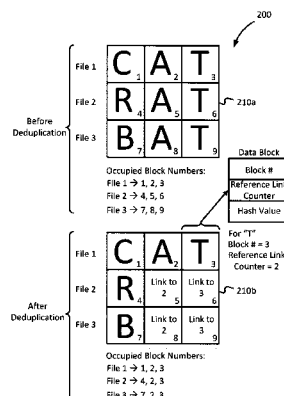 200
File 1 C 1 A 2 T 3
Before Deduplication File 2 R 4 A 5 T 6 210a
File 3 B 7 A 8 T 9
Occupied Block Numbers:
File 1 → 1, 2, 3
File 2 → 4, 5, 6
File 3 → 7, 8, 9
Data Block
Block #
Reference Link
Counter
Hash Value
For "T"
Block # = 3
Reference Link
Counter = 2
File 1 C 1 A 2 T 3
After Deduplication File 2 R 4 Link to 2 5 Link to 3 6 210b
File 3 B 7 Link to 2 8 Link to 3 9
Occupied Block Numbers:
File 1 → 1, 2, 3
File 2 → 4, 2, 3
File 3 → 7, 2, 3